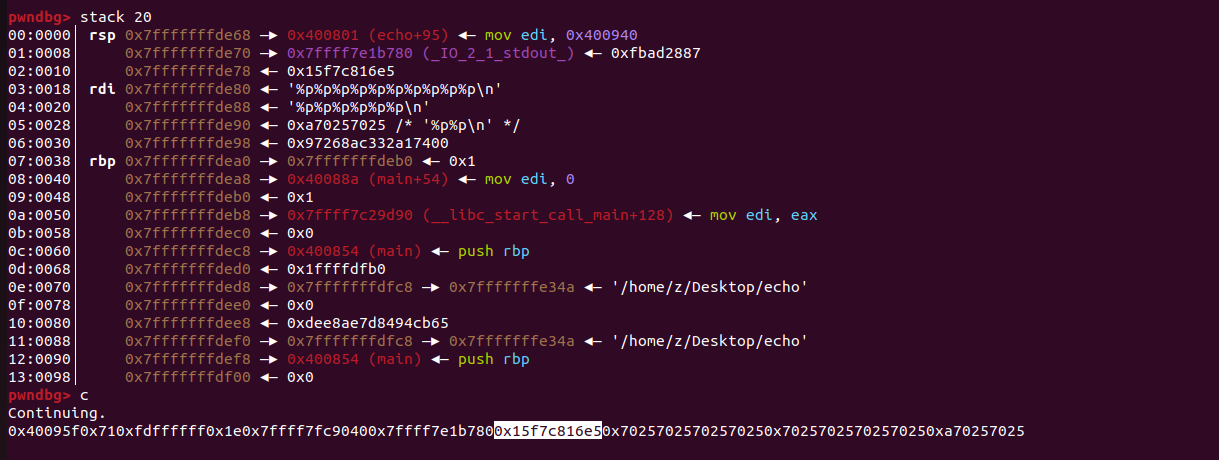 pwndbg> stack 20
00:0000│ rsp 0x7fffffffde68 —▸ 0x400801 (echo+95) ◂— mov edi, 0x400940
01:0008│     0x7fffffffde70 —▸ 0x7ffff7e1b780 (_IO_2_1_stdout_) ◂— 0xfbad2887
02:0010│     0x7fffffffde78 ◂— 0x15f7c816e5
03:0018│ rdi 0x7fffffffde80 ◂— '%p%p%p%p%p%p%p%p%p%p\n'
04:0020│     0x7fffffffde88 ◂— '%p%p%p%p%p%p\n'
05:0028│     0x7fffffffde90 ◂— 0xa70257025 /* '%p%p\n' */
06:0030│     0x7fffffffde98 ◂— 0x97268ac332a17400
07:0038│ rbp 0x7fffffffdea0 —▸ 0x7fffffffdeb0 ◂— 0x1
08:0040│     0x7fffffffdea8 —▸ 0x40088a (main+54) ◂— mov edi, 0
09:0048│     0x7fffffffdeb0 ◂— 0x1
0a:0050│     0x7fffffffdeb8 —▸ 0x7ffff7c29d90 (__libc_start_call_main+128) ◂— mov edi, eax
0b:0058│     0x7fffffffdec0 ◂— 0x0
0c:0060│     0x7fffffffdec8 —▸ 0x400854 (main) ◂— push rbp
0d:0068│     0x7fffffffded0 ◂— 0x1ffffdfb0
0e:0070│     0x7fffffffded8 —▸ 0x7fffffffdfc8 —▸ 0x7fffffffe34a ◂— '/home/z/Desktop/echo'
0f:0078│     0x7fffffffdee0 ◂— 0x0
10:0080│     0x7fffffffdee8 ◂— 0xdee8ae7d8494cb65
11:0088│     0x7fffffffdef0 —▸ 0x7fffffffdfc8 —▸ 0x7fffffffe34a ◂— '/home/z/Desktop/echo'
12:0090│     0x7fffffffdef8 —▸ 0x400854 (main) ◂— push rbp
13:0098│     0x7fffffffdf00 ◂— 0x0
pwndbg> c
Continuing.
0x40095f0x710xfdffffff0x1e0x7ffff7fc90400x7ffff7e1b7800x15f7c816e50x70257025702570250x70257025702570250xa70257025